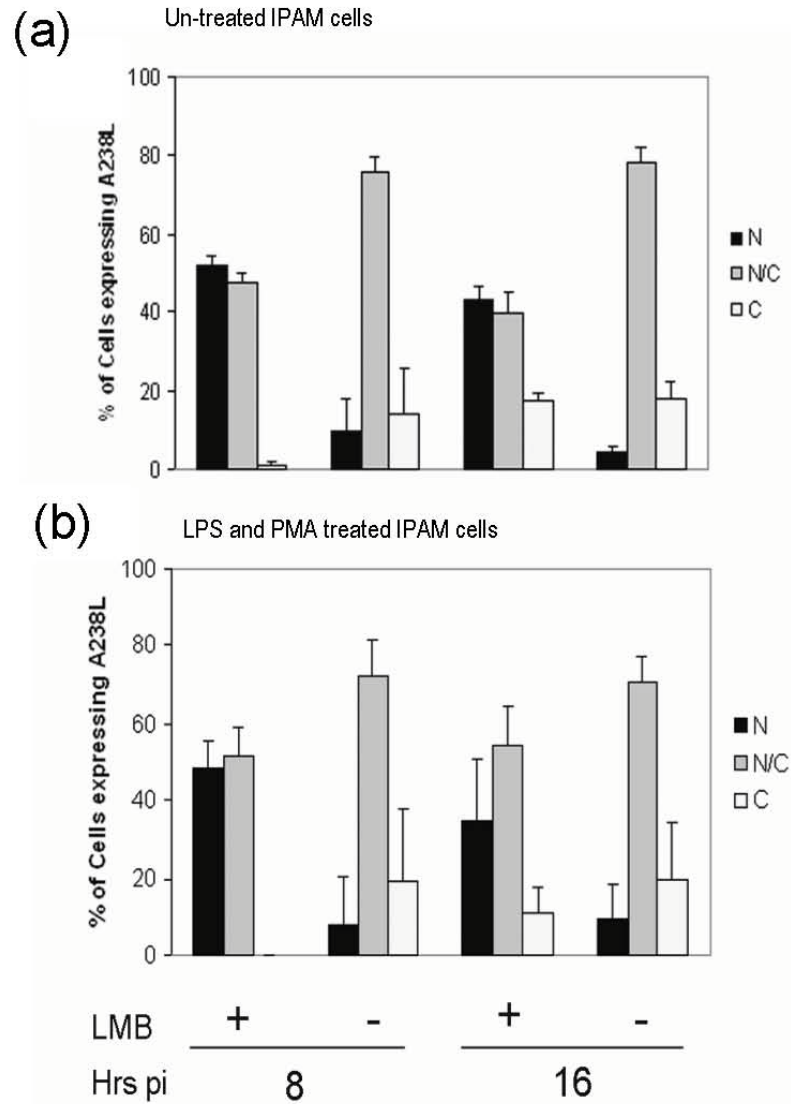 (a)
Un-treated IPAM cells
% of Cells expressing A238L
100
80
60
40
20
0
N
N/C
C
(b)
LPS and PMA treated IPAM cells
% of Cells expressing A238L
100
80
60
40
20
0
N
N/C
C
LMB + - + -
Hrs pi 8 16